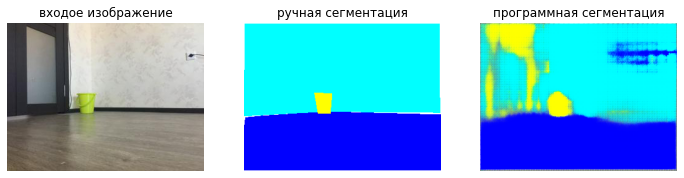 входое изображение
ручная сегментация
программная сегментация